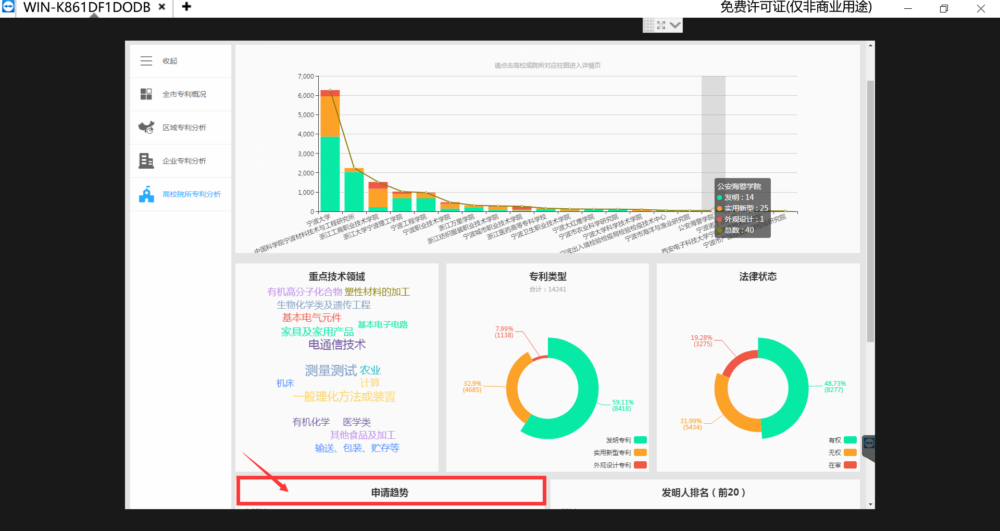 WIN-K861DF1DODB
免费许可证(仅非商业用途)
收起
全市专利概况
区域专利分析
企业专利分析
高校院所专利分析
请点击高校或院所对应柱图进入详情页
7,000
6,000
5,000
4,000
3,000
2,000
1,000
0
宁波大学
中国科学院宁波材料技术与工程研究所
浙江工商职业技术学院
浙江大学宁波理工学院
宁波工程学院
宁波职业技术学院
浙江万里学院
浙江纺织服装职业技术学院
宁波城市职业技术学院
浙江医药高等专科学校
宁波卫生职业技术学院
宁波大红鹰学院
宁波市农业科学研究院
宁波大学科学技术学院
宁波出入境检验检疫局检验检疫技术中心
宁波市海洋与渔业研究院
公安海警学院
宁波诺丁
西安电子科技大学宁波
宁波市产品质量
检验研究院
公安海警学院
发明 : 14
实用新型 : 25
外观设计 : 1
总数 : 40
重点技术领域
有机高分子化合物 塑性材料的加工
生物化学类及遗传工程
基本电气元件
基本电子电路
家具及家用产品
电通信技术
测量测试 农业
机床 计算
一般理化方法或装置
有机化学 医学类
其他食品及加工
输送、包装、贮存等
专利类型
合计 : 14241
7.99%
(1138)
32.9%
(4685)
59.11%
(8418)
发明专利
实用新型专利
外观设计专利
法律状态
19.28%
(3275)
48.73%
(8277)
31.99%
(5434)
有权
无权
在审
申请趋势
发明人排名（前20）